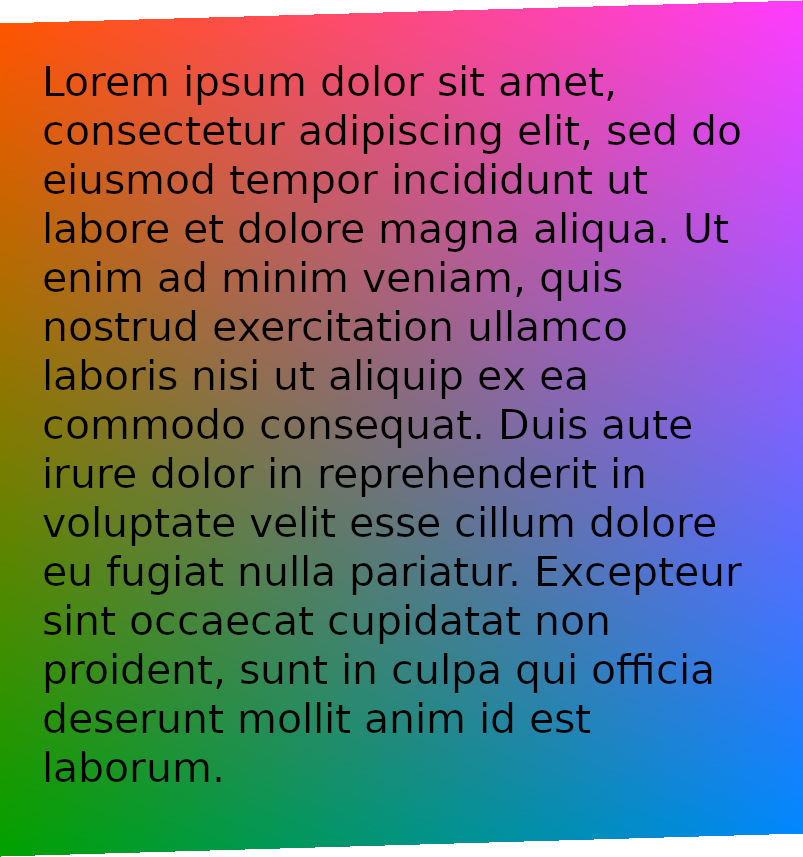 Lorem ipsum dolor sit amet,
consectetur adipiscing elit, sed do
eiusmod tempor incididunt ut
labore et dolore magna aliqua. Ut
enim ad minim veniam, quis
nostrud exercitation ullamco
laboris nisi ut aliquip ex ea
commodo consequat. Duis aute
irure dolor in reprehenderit in
voluptate velit esse cillum dolore
eu fugiat nulla pariatur. Excepteur
sint occaecat cupidatat non
proident, sunt in culpa qui officia
deserunt mollit anim id est
laborum.